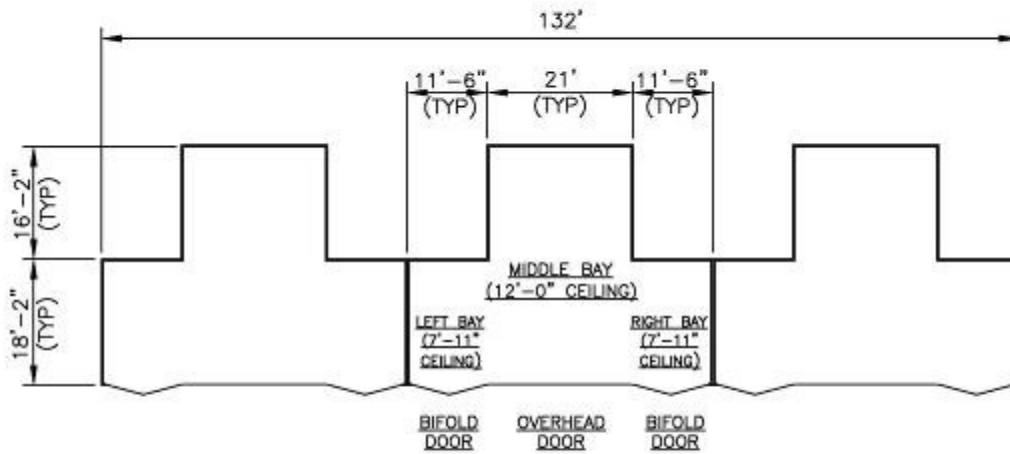 132'
11'-6"
(TYP)
21'
(TYP)
11'-6"
(TYP)
16'-2"
(TYP)
18'-2"
(TYP)
MIDDLE BAY
(12'-0" CEILING)
LEFT BAY
(7'-11"
CEILING)
RIGHT BAY
(7'-11"
CEILING)
BIFOLD
DOOR
OVERHEAD
DOOR
BIFOLD
DOOR